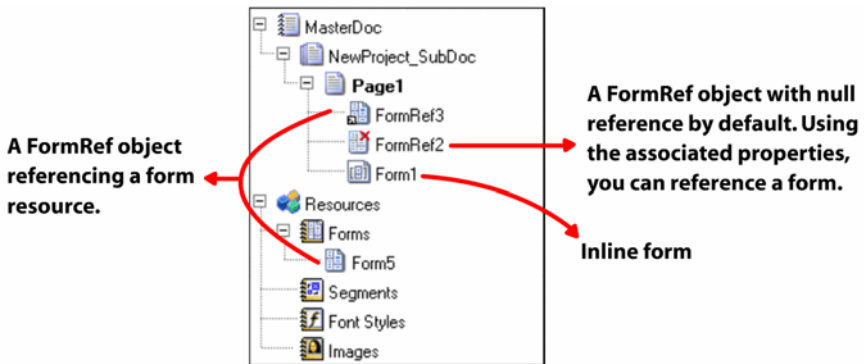 MasterDoc
NewProject_SubDoc
Page1
FormRef3
FormRef2
Form1
Resources
Forms
Form5
Segments
Font Styles
Images
A FormRef object
referencing a form
resource.
A FormRef object with null
reference by default. Using
the associated properties,
you can reference a form.
Inline form